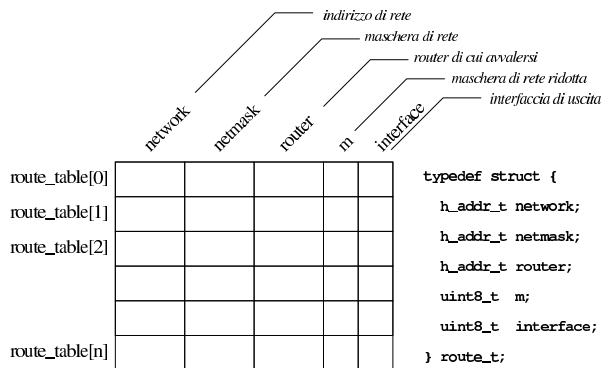 indirizzo di rete
maschera di rete
router di cui avvalersi
maschera di rete ridotta
interfaccia di uscita
network
netmask
router
m
interface
route_table[0]
route_table[1]
route_table[2]
route_table[n]
typedef struct {
h_addr_t network;
h_addr_t netmask;
h_addr_t router;
uint8_t m;
uint8_t interface;
} route_t;